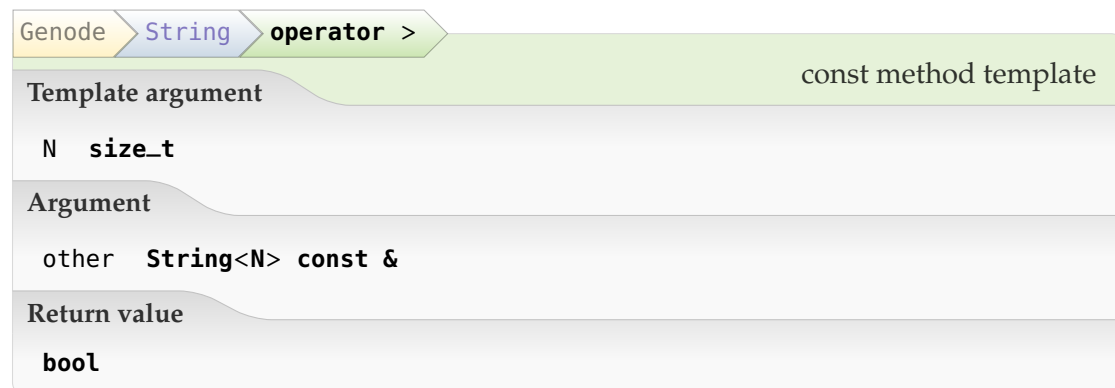 Genode String operator >
const method template
Template argument
N size_t
Argument
other String<N> const &
Return value
bool